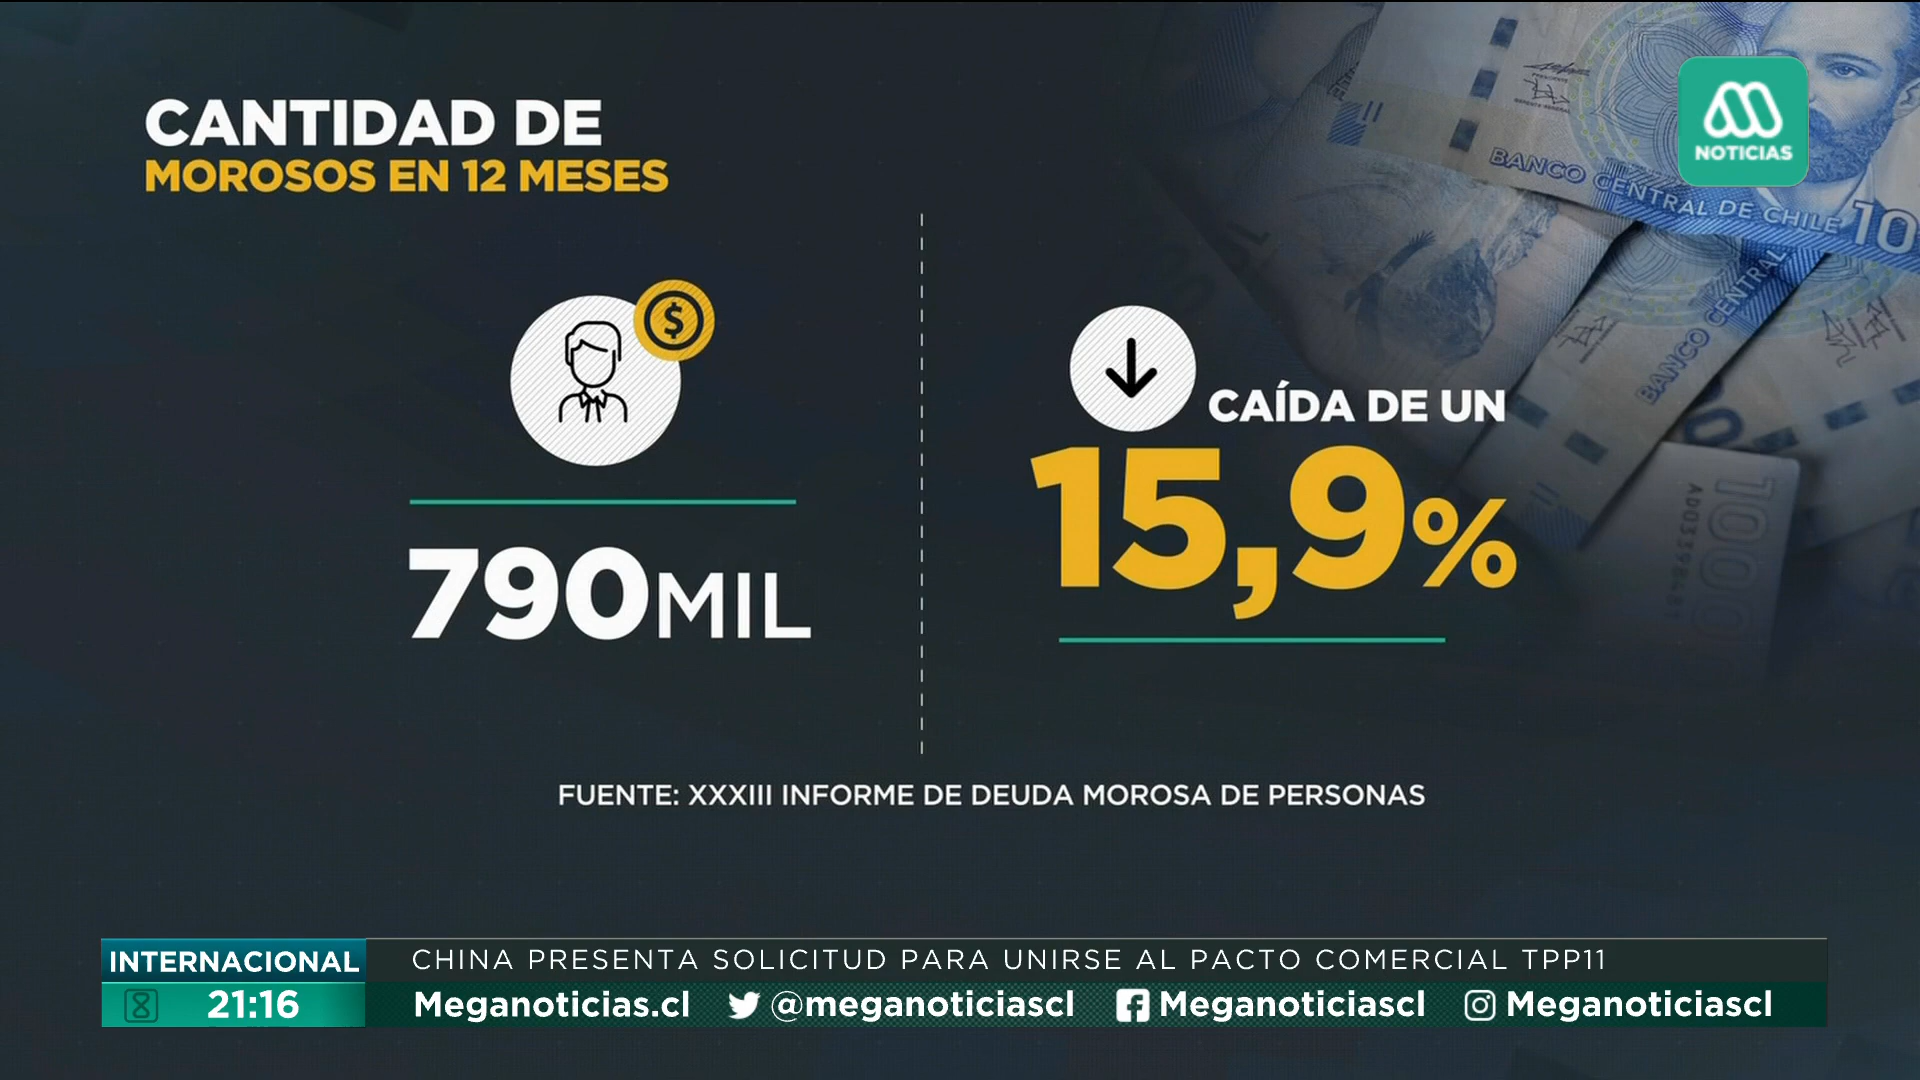 CANTIDAD DE
MOROSOS EN 12 MESES
NOTICIAS
BANCO CENTRAL DE CHILE 10
BANCO CENTRAL
$
CAÍDA DE UN
15,9%
790MIL
FUENTE: XXXIII INFORME DE DEUDA MOROSA DE PERSONAS
INTERNACIONAL
CHINA PRESENTA SOLICITUD PARA UNIRSE AL PACTO COMERCIAL TPP11
21:16
Meganoticias.cl @meganoticiascl Meganoticiascl Meganoticiascl